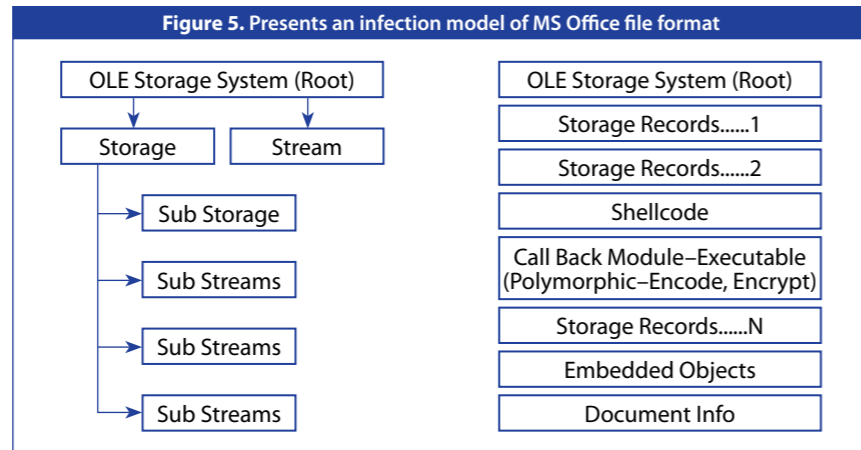 Figure 5. Presents an infection model of MS Office file format
OLE Storage System (Root)
Storage
Stream
Sub Storage
Sub Streams
Sub Streams
Sub Streams
OLE Storage System (Root)
Storage Records......1
Storage Records......2
Shellcode
Call Back Module–Executable
(Polymorphic–Encode, Encrypt)
Storage Records......N
Embedded Objects
Document Info